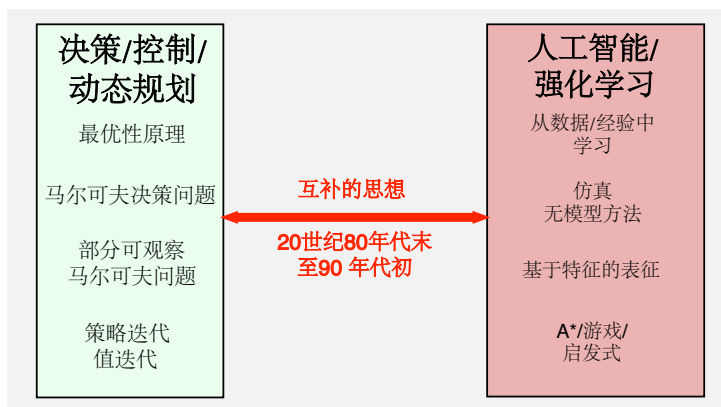 决策/控制/
动态规划
最优性原理
马尔可夫决策问题
部分可观察
马尔可夫问题
策略迭代
值迭代
互补的思想
20世纪80年代末
至90 年代初
人工智能/
强化学习
从数据/经验中
学习
仿真
无模型方法
基于特征的表征
A*/游戏/
启发式